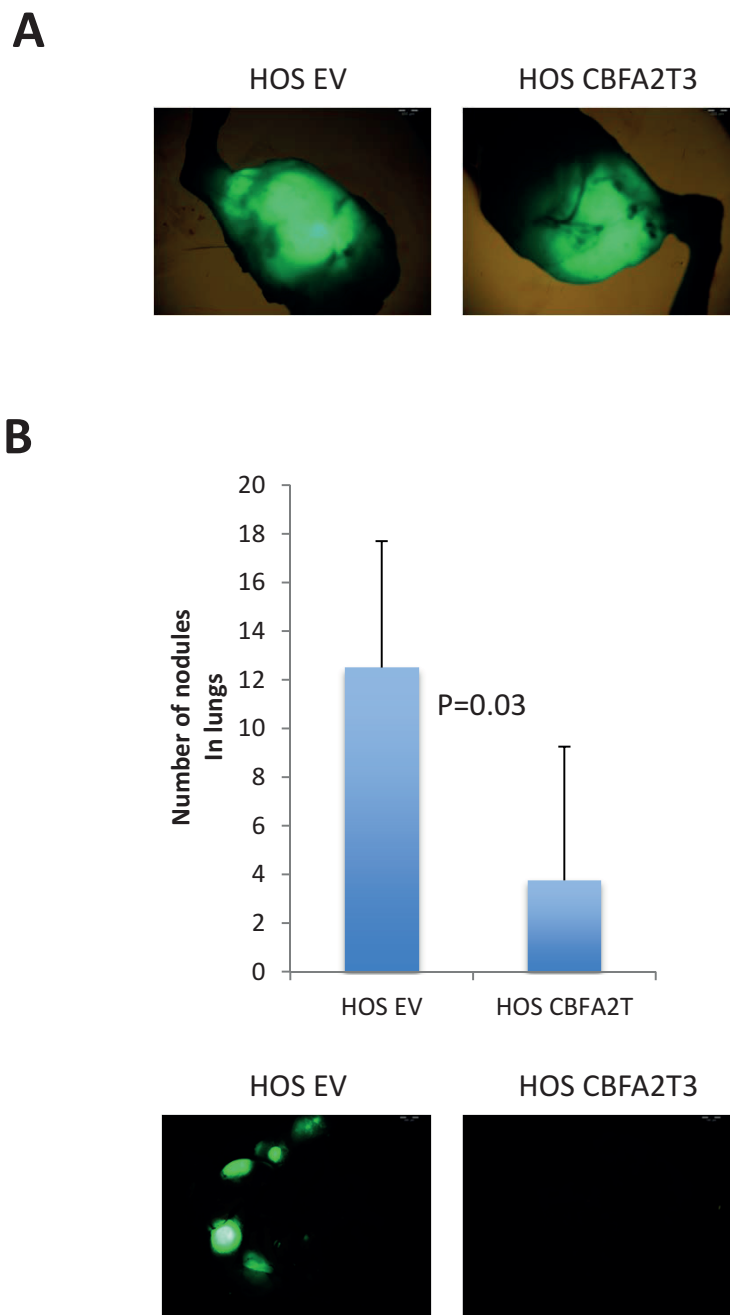 A
HOS EV HOS CBFA2T3
B
20
18
16
14
12
10
8
6
4
2
0
Number of nodules
In lungs
P=0.03
HOS EV HOS CBFA2T
HOS EV HOS CBFA2T3